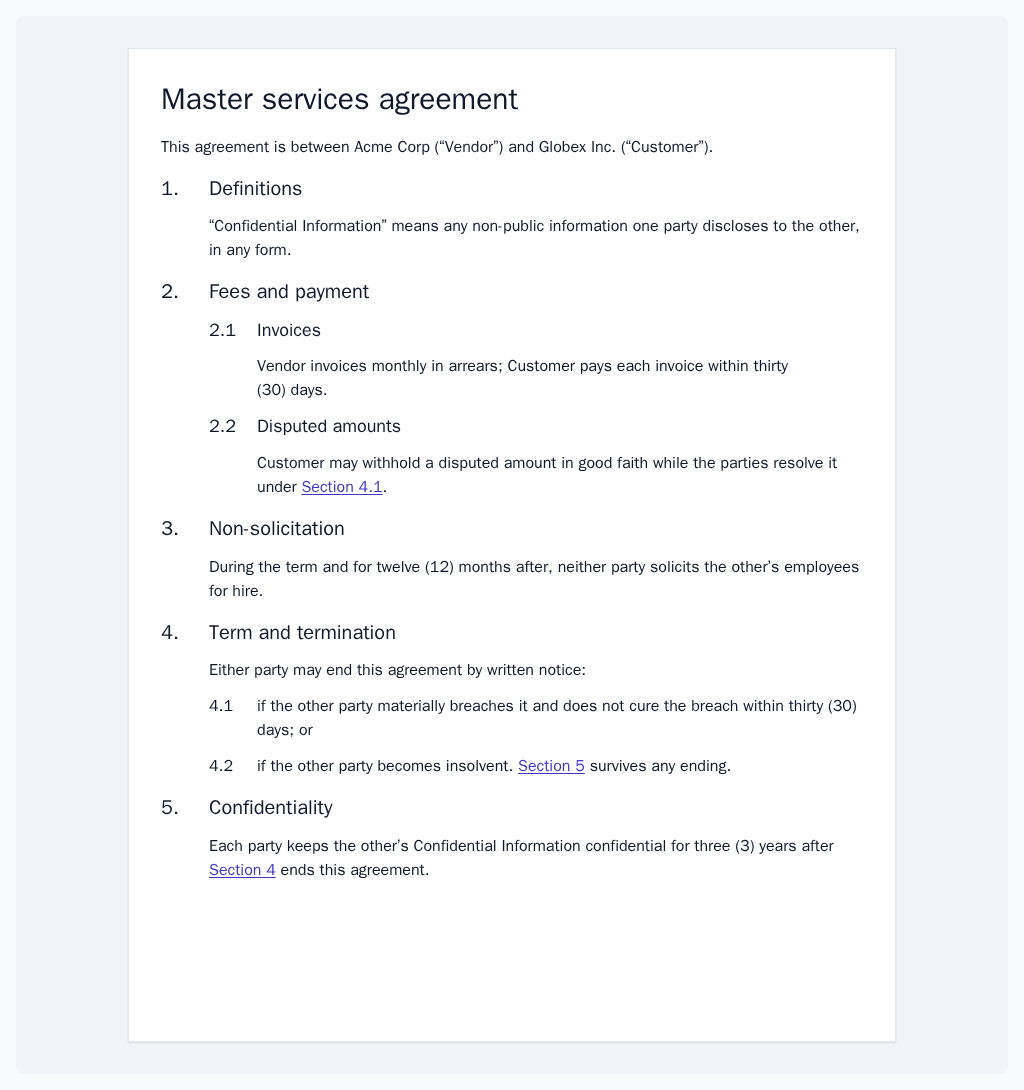 Master services agreement
This agreement is between Acme Corp (“Vendor”) and Globex Inc. (“Customer”).
1. Definitions
“Confidential Information” means any non-public information one party discloses to the other,
in any form.
2. Fees and payment
2.1 Invoices
Vendor invoices monthly in arrears; Customer pays each invoice within thirty
(30) days.
2.2 Disputed amounts
Customer may withhold a disputed amount in good faith while the parties resolve it
under Section 4.1.
3. Non-solicitation
During the term and for twelve (12) months after, neither party solicits the other’s employees
for hire.
4. Term and termination
Either party may end this agreement by written notice:
4.1 if the other party materially breaches it and does not cure the breach within thirty (30)
days; or
4.2 if the other party becomes insolvent. Section 5 survives any ending.
5. Confidentiality
Each party keeps the other’s Confidential Information confidential for three (3) years after
Section 4 ends this agreement.